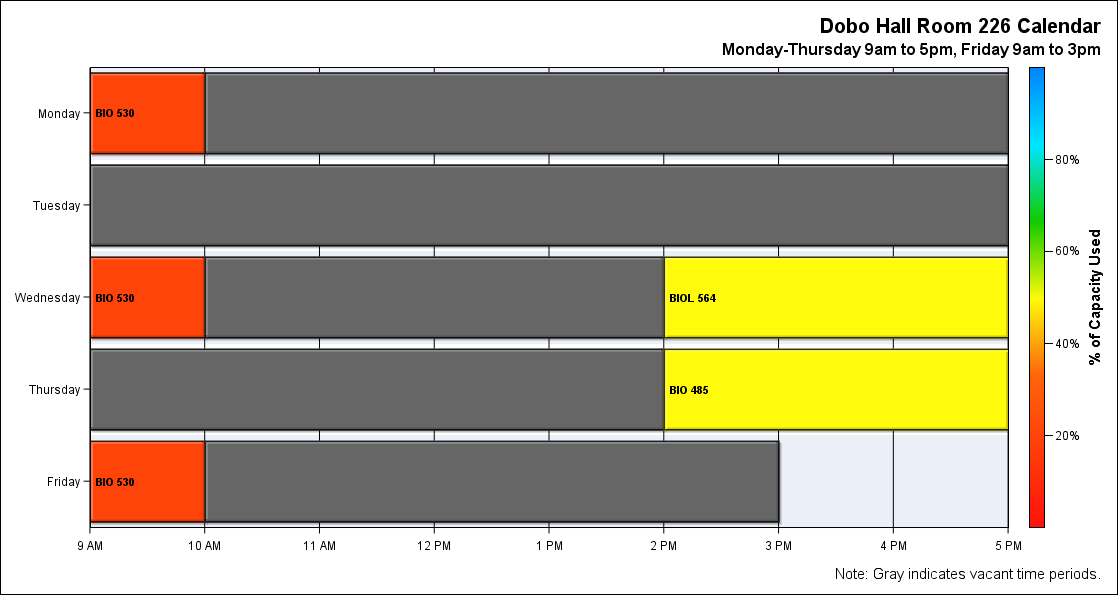 Dobo Hall Room 226 Calendar
Monday-Thursday 9am to 5pm, Friday 9am to 3pm
Monday
BIO 530
Tuesday
Wednesday
BIO 530
BIOL 564
Thursday
BIO 485
Friday
BIO 530
9 AM 10 AM 11 AM 12 PM 1 PM 2 PM 3 PM 4 PM 5 PM
80%
60%
40%
20%
% of Capacity Used
Note: Gray indicates vacant time periods.